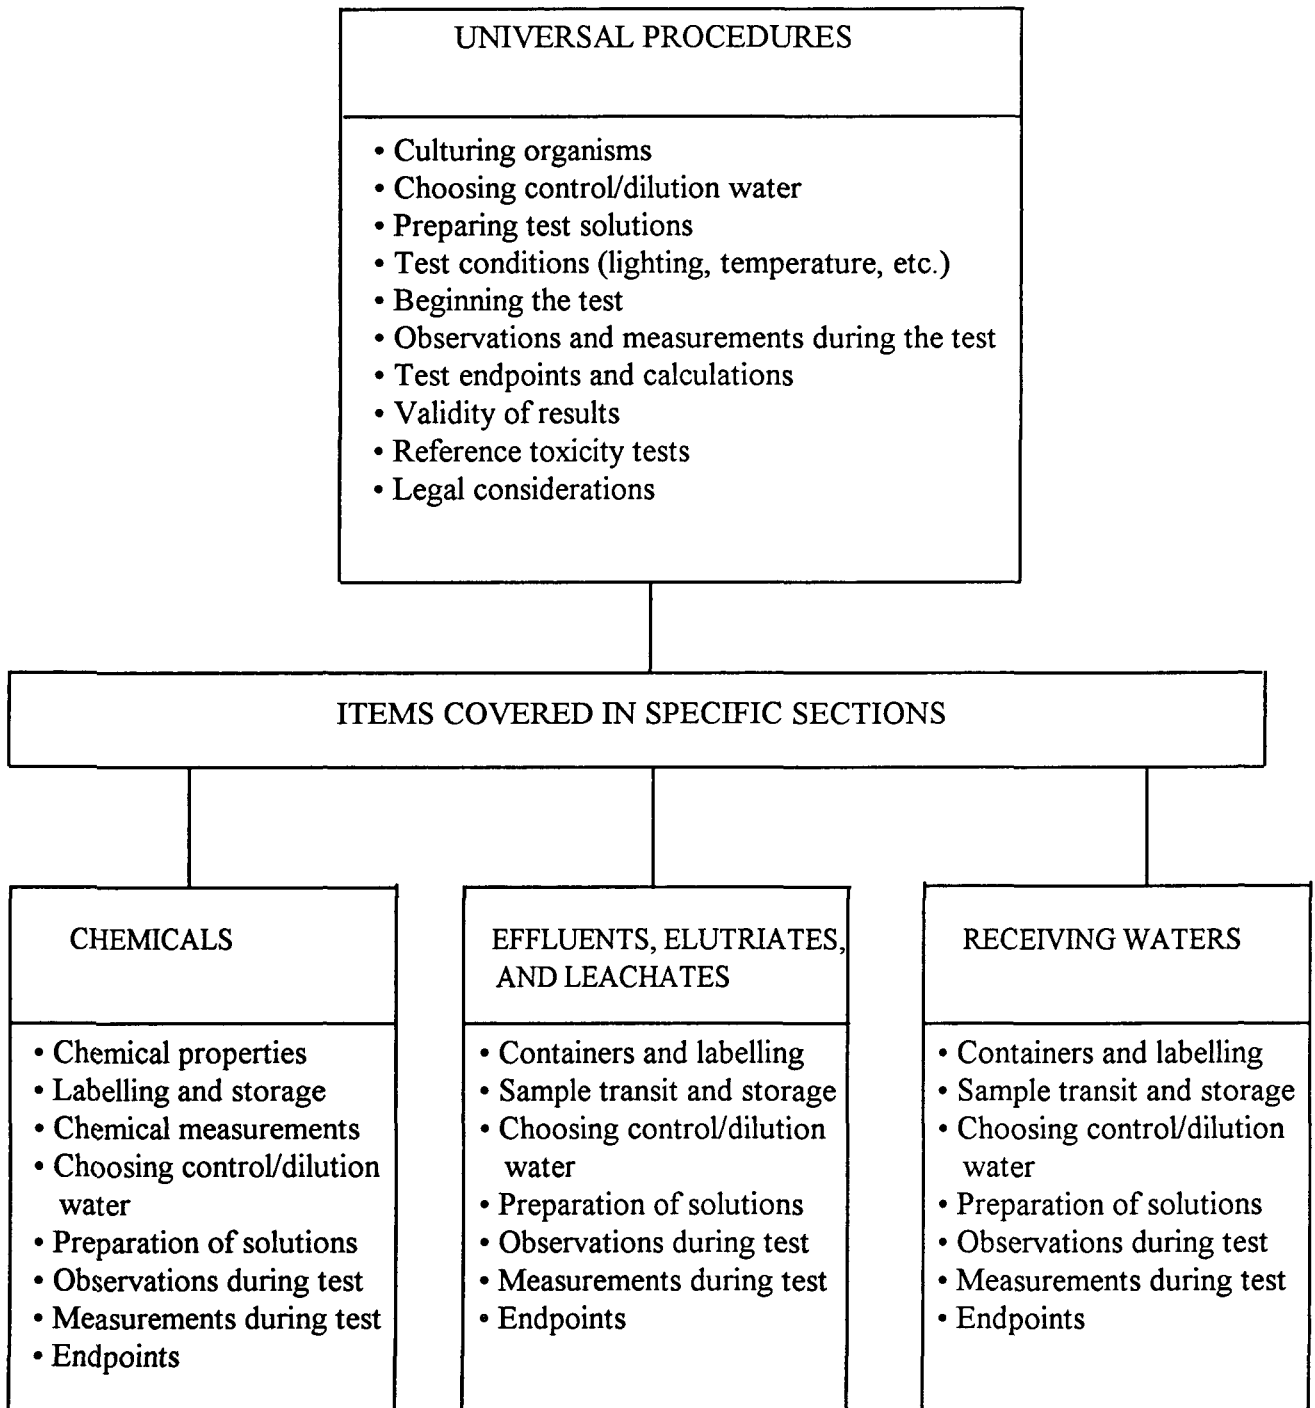 UNIVERSAL PROCEDURES
• Culturing organisms
• Choosing control/dilution water
• Preparing test solutions
• Test conditions (lighting, temperature, etc.)
• Beginning the test
• Observations and measurements during the test
• Test endpoints and calculations
• Validity of results
• Reference toxicity tests
• Legal considerations
ITEMS COVERED IN SPECIFIC SECTIONS
CHEMICALS
• Chemical properties
• Labelling and storage
• Chemical measurements
• Choosing control/dilution
water
• Preparation of solutions
• Observations during test
• Measurements during test
• Endpoints
EFFLUENTS, ELUTRIATES,
AND LEACHATES
• Containers and labelling
• Sample transit and storage
• Choosing control/dilution
water
• Preparation of solutions
• Observations during test
• Measurements during test
• Endpoints
RECEIVING WATERS
• Containers and labelling
• Sample transit and storage
• Choosing control/dilution
water
• Preparation of solutions
• Observations during test
• Measurements during test
• Endpoints